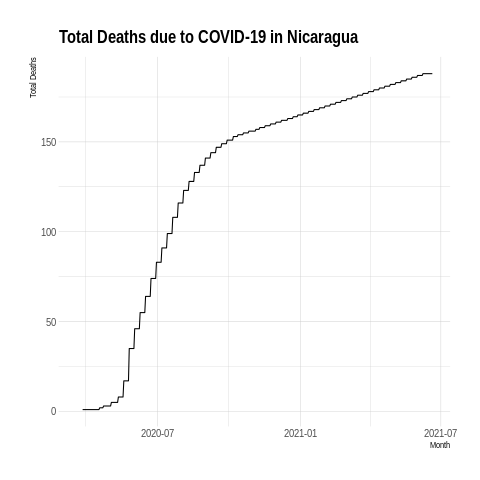 Total Deaths due to COVID-19 in Nicaragua
Total Deaths
150
100
50
0
2020-07
2021-01
2021-07
Month